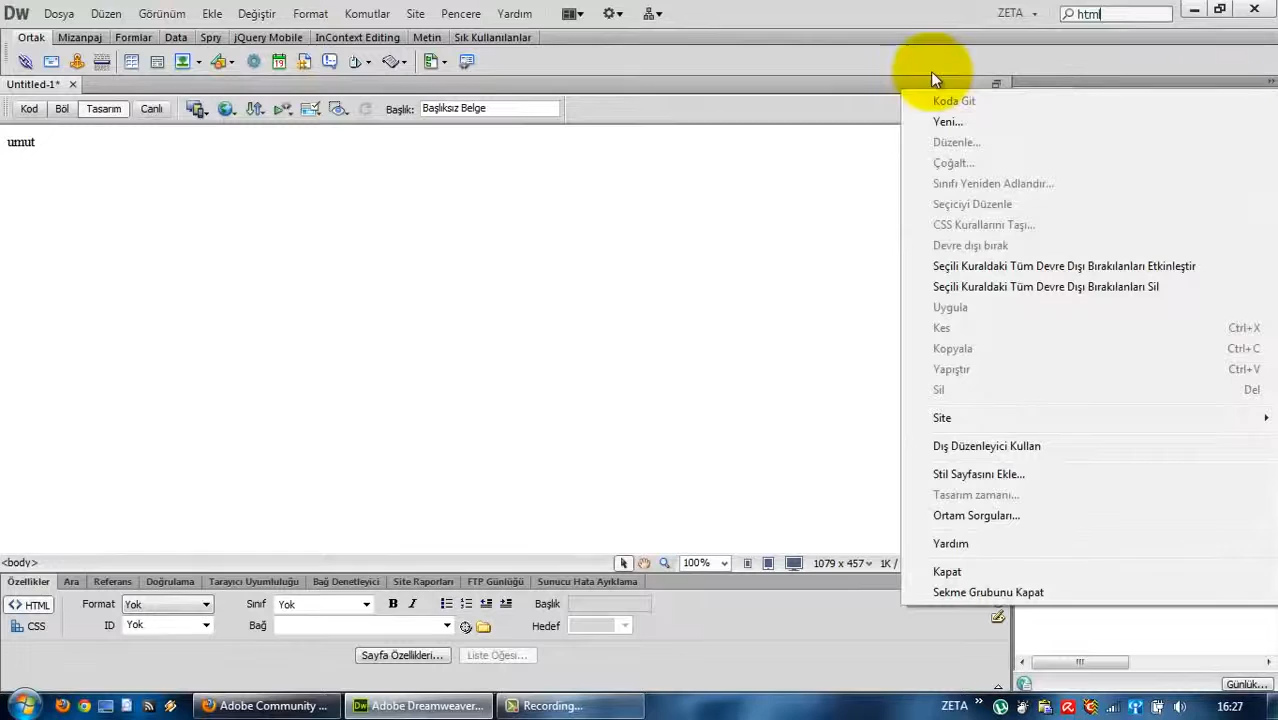 Dw Dosya Düzen Görünüm Ekle Değiştir Format Komutlar Site Pencere Yardım ZETA html
Ortak Mizanpaj Formlar Data Spry jQuery Mobile InContext Editing Metin Sık Kullanılanlar
Untitled-1*
Kod Böl Tasarım Canlı Başlık: Başlıksız Belge
umut
Koda Git
Yeni...
Düzenle...
Çoğalt...
Sınıfı Yeniden Adlandır...
Seçiciyi Düzenle
CSS Kurallarını Taşı...
Devre dışı bırak
Seçili Kuraldaki Tüm Devre Dışı Bırakılanları Etkinleştir
Seçili Kuraldaki Tüm Devre Dışı Bırakılanları Sil
Uygula
Kes Ctrl+X
Kopyala Ctrl+C
Yapıştır Ctrl+V
Sil Del
Site
Dış Düzenleyici Kullan
Stil Sayfasını Ekle...
Tasarım zamanı...
Ortam Sorguları...
Yardım
Kapat
Sekme Grubunu Kapat
<body> 100% 1079 x 457 1K /
Özellikler Ara Referans Doğrulama Tarayıcı Uyumluluğu Bağ Denetleyici Site Raporları FTP Günlüğü Sunucu Hata Ayıklama
<> HTML Format Yok Sınıf Yok B I Başlık
CSS ID Yok Bağ Hedef
Sayfa Özellikleri... Liste Öğesi...
Günlük...
Adobe Community ... Adobe Dreamweaver... Recording... ZETA 16:27